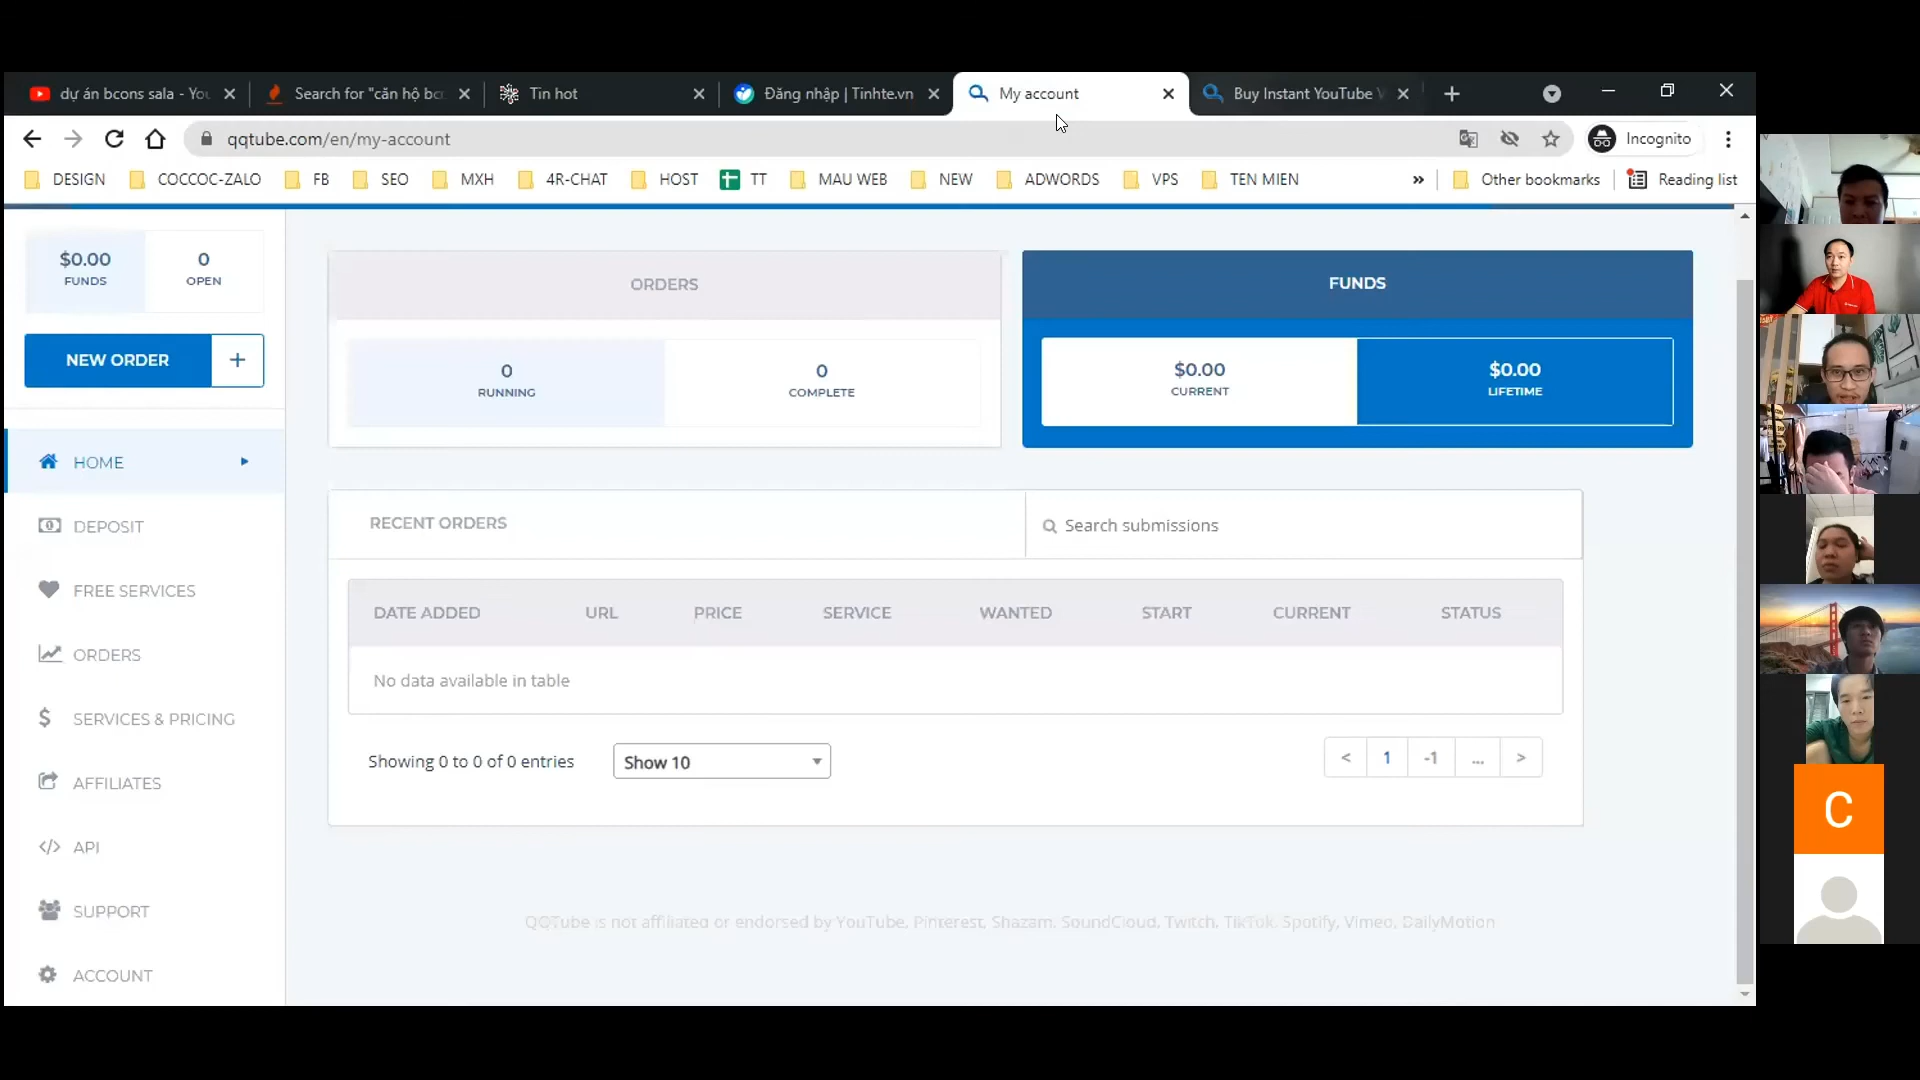 dự án bcons sala - You
Search for "căn hộ bco
Tin hot
Đăng nhập | Tinhte.vn
My account
Buy Instant YouTube V
qqtube.com/en/my-account
Incognito
DESIGN
COCCOC-ZALO
FB
SEO
MXH
4R-CHAT
HOST
TT
MAU WEB
NEW
ADWORDS
VPS
TEN MIEN
»
Other bookmarks
Reading list
$0.00
FUNDS
0
OPEN
NEW ORDER
+
HOME
DEPOSIT
FREE SERVICES
ORDERS
SERVICES & PRICING
AFFILIATES
API
SUPPORT
ACCOUNT
ORDERS
0
RUNNING
0
COMPLETE
FUNDS
$0.00
CURRENT
$0.00
LIFETIME
RECENT ORDERS
Search submissions
DATE ADDED URL PRICE SERVICE WANTED START CURRENT STATUS
No data available in table
Showing 0 to 0 of 0 entries
Show 10
< 1 -1 ... >
QQTube is not affiliated or endorsed by YouTube, Pinterest, Shazam, SoundCloud, Twitch, TikTok, Spotify, Vimeo, DailyMotion
C